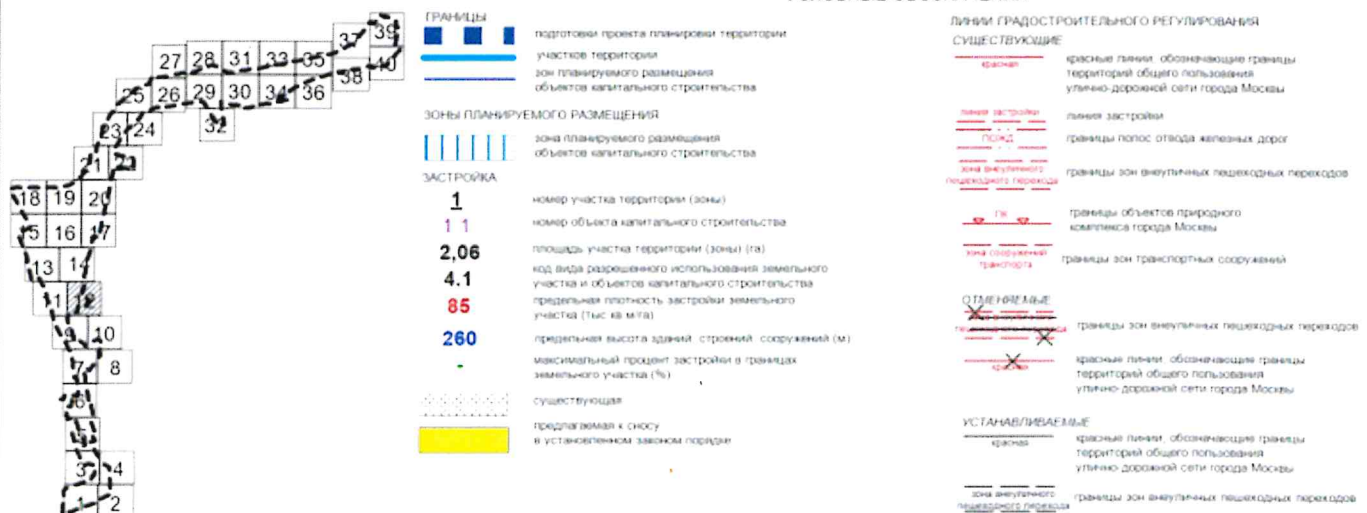 39
37
27 28 31 33 35 40
38
25 26 29 30 34 36
32
23 24
21 22
18 19 20
15 16 17
13 14
11 12
9 10
7 8
6
5
3 4
1 2
ГРАНИЦЫ
подготовки проекта планировки территории
участков территории
зон планируемого размещения
объектов капитального строительства
ЗОНЫ ПЛАНИРУЕМОГО РАЗМЕЩЕНИЯ
зона планируемого размещения
объектов капитального строительства
ЗАСТРОЙКА
1 номер участка территории (зоны)
1 1 номер объекта капитального строительства
2,06 площадь участка территории (зоны) (га)
4.1 код вида разрешенного использования земельного
участка и объектов капитального строительства
85 предельная плотность застройки земельного
участка (тыс.кв.м/га)
260 предельная высота зданий, строений, сооружений (м)
- максимальный процент застройки в границах
земельного участка (%)
существующая
предлагаемая к сносу
в установленном законом порядке
ЛИНИИ ГРАДОСТРОИТЕЛЬНОГО РЕГУЛИРОВАНИЯ
СУЩЕСТВУЮЩИЕ
красная
красные линии, обозначающие границы
территорий общего пользования
улично-дорожной сети города Москвы
линия застройки линия застройки
ПОЖД границы полос отвода железных дорог
зона внеуличного
пешеходного перехода
границы зон внеуличных пешеходных переходов
ПК
границы объектов природного
комплекса города Москвы
зона сооружений
транспорта
границы зон транспортных сооружений
ОТМЕНЯЕМЫЕ
пешеходного перехода
границы зон внеуличных пешеходных переходов
красная
красные линии, обозначающие границы
территорий общего пользования
улично-дорожной сети города Москвы
УСТАНАВЛИВАЕМЫЕ
красная
красные линии, обозначающие границы
территорий общего пользования
улично-дорожной сети города Москвы
зона внеуличного
пешеходного перехода
границы зон внеуличных пешеходных переходов